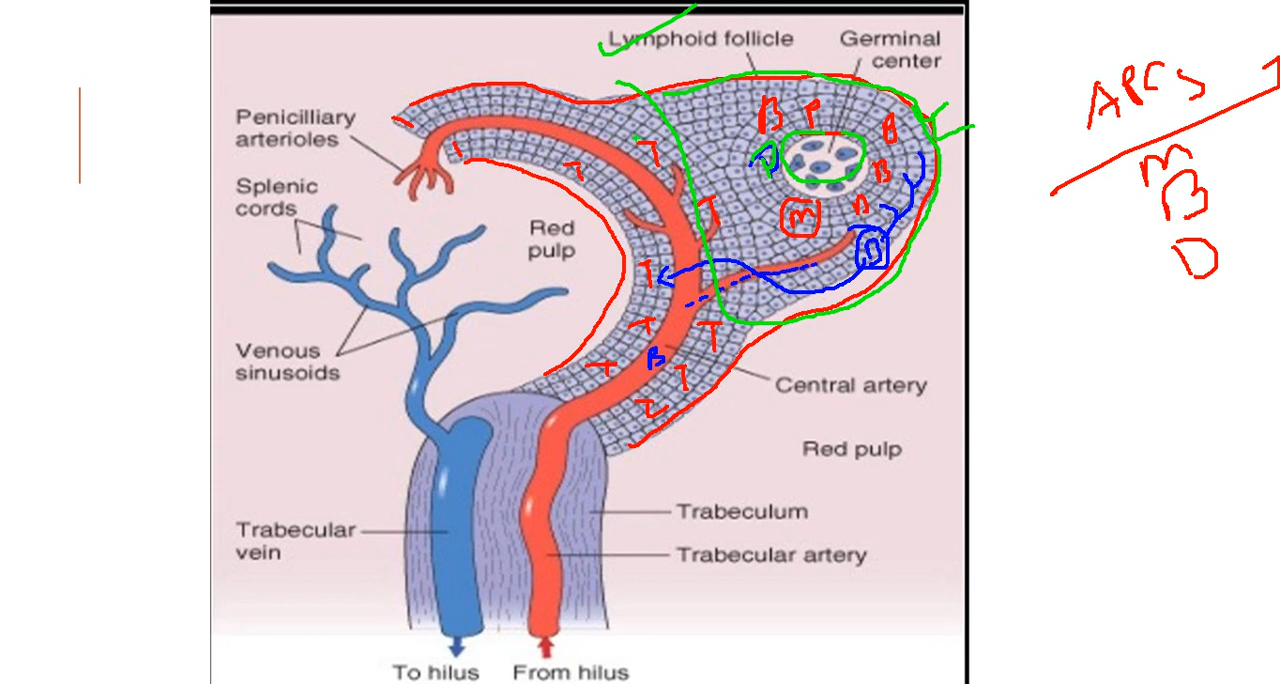 Lymphoid follicle
Germinal
center
Penicilliary
arterioles
Splenic
cords
Red
pulp
Venous
sinusoids
Central artery
Red pulp
Trabecular
vein
Trabeculum
Trabecular artery
To hilus
From hilus
B
B
B
M
T
T
T
T
T
T
T
B
APCs
m
B
D